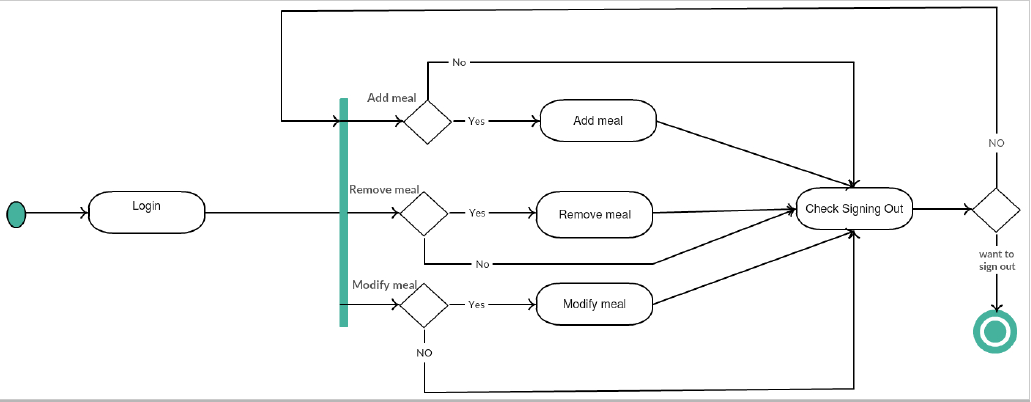 No
Add meal
Yes
Add meal
NO
Remove meal
Login
Yes
Remove meal
Check Signing Out
want to
sign out
No
Modify meal
Yes
Modify meal
NO